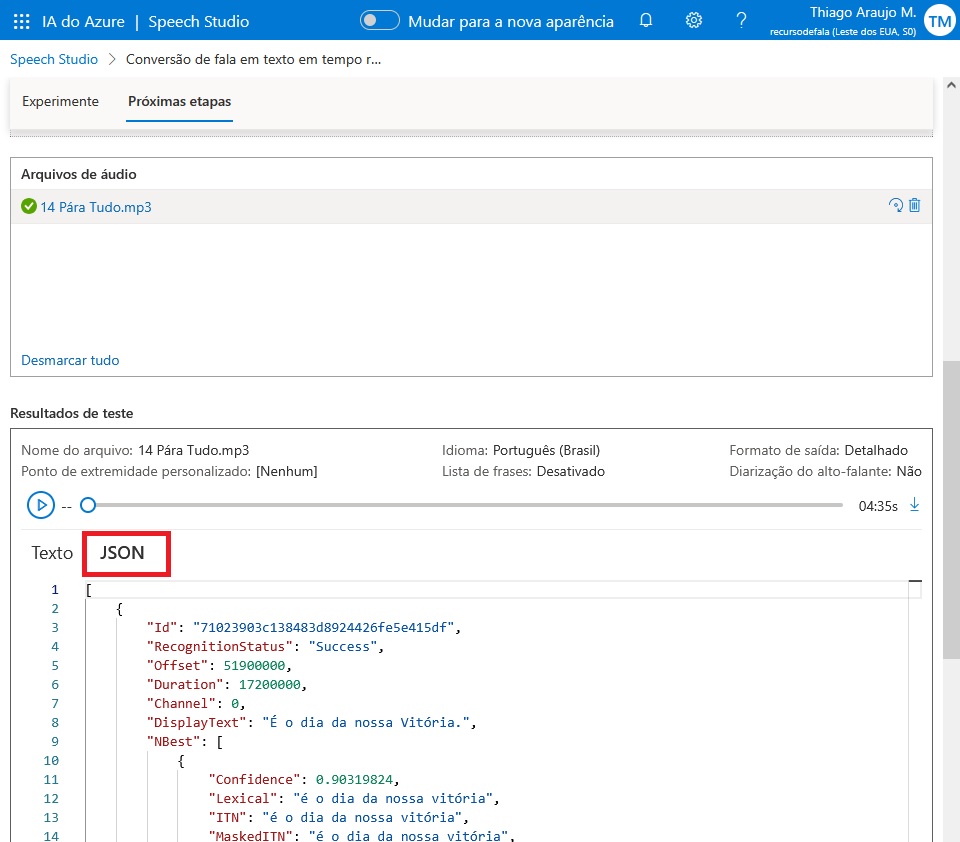 IA do Azure | Speech Studio
Mudar para a nova aparência
?
Thiago Araujo M.
recursodefala (Leste dos EUA, S0)
TM
Speech Studio > Conversão de fala em texto em tempo r...
Experimente Próximas etapas
Arquivos de áudio
14 Pára Tudo.mp3
Desmarcar tudo
Resultados de teste
Nome do arquivo: 14 Pára Tudo.mp3 Idioma: Português (Brasil) Formato de saída: Detalhado
Ponto de extremidade personalizado: [Nenhum] Lista de frases: Desativado Diarização do alto-falante: Não
-- 04:35s
Texto JSON
1 [
2 {
3 "Id": "71023903c138483d8924426fe5e415df",
4 "RecognitionStatus": "Success",
5 "Offset": 51900000,
6 "Duration": 17200000,
7 "Channel": 0,
8 "DisplayText": "É o dia da nossa Vitória.",
9 "NBest": [
10 {
11 "Confidence": 0.90319824,
12 "Lexical": "é o dia da nossa vitória",
13 "ITN": "é o dia da nossa vitória",
14 "MaskedITN": "é o dia da nossa vitória",